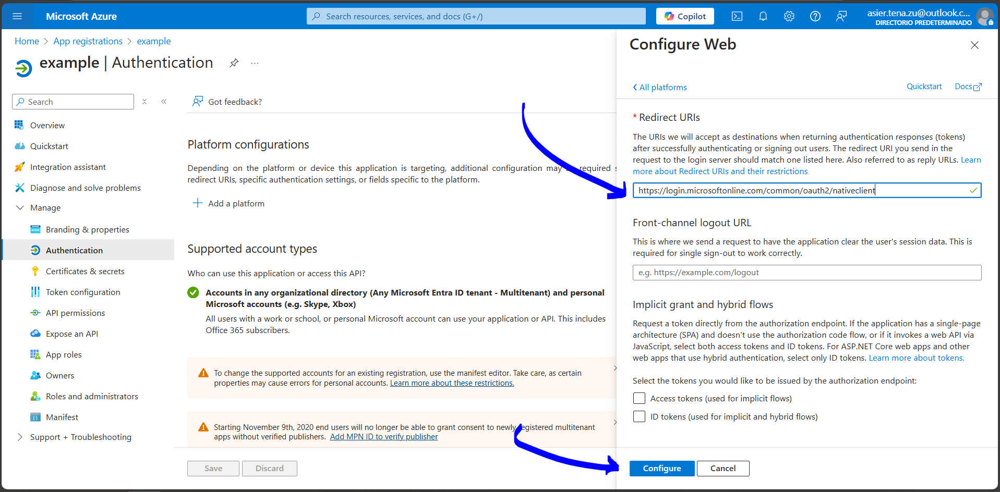 Microsoft Azure
Search resources, services, and docs (G+/)
Copilot
asier.tena.zu@outlook.c...
DIRECTORIO PREDETERMINADO
Home > App registrations > example
example | Authentication
...
Search
Overview
Quickstart
Integration assistant
Diagnose and solve problems
Manage
Branding & properties
Authentication
Certificates & secrets
Token configuration
API permissions
Expose an API
App roles
Owners
Roles and administrators
Manifest
Support + Troubleshooting
Got feedback?
Platform configurations
Depending on the platform or device this application is targeting, additional configuration may required
redirect URIs, specific authentication settings, or fields specific to the platform.
Add a platform
Supported account types
Who can use this application or access this API?
Accounts in any organizational directory (Any Microsoft Entra ID tenant - Multitenant) and personal
Microsoft accounts (e.g. Skype, Xbox)
All users with a work or school, or personal Microsoft account can use your application or API. This includes
Office 365 subscribers.
To change the supported accounts for an existing registration, use the manifest editor. Take care, as certain
properties may cause errors for personal accounts. Learn more about these restrictions.
Starting November 9th, 2020 end users will no longer be able to grant consent to newly registered multitenant
apps without verified publishers. Add MPN ID to verify publisher
Save
Discard
Configure Web
All platforms
Quickstart
Docs
* Redirect URIs
The URIs we will accept as destinations when returning authentication responses (tokens)
after successfully authenticating or signing out users. The redirect URI you send in the
request to the login server should match one listed here. Also referred to as reply URLs. Learn
more about Redirect URIs and their restrictions
https://login.microsoftonline.com/common/oauth2/nativeclient
Front-channel logout URL
This is where we send a request to have the application clear the user's session data. This is
required for single sign-out to work correctly.
e.g. https://example.com/logout
Implicit grant and hybrid flows
Request a token directly from the authorization endpoint. If the application has a single-page
architecture (SPA) and doesn't use the authorization code flow, or if it invokes a web API via
JavaScript, select both access tokens and ID tokens. For ASP.NET Core web apps and other
web apps that use hybrid authentication, select only ID tokens. Learn more about tokens.
Select the tokens you would like to be issued by the authorization endpoint:
Access tokens (used for implicit flows)
ID tokens (used for implicit and hybrid flows)
Configure
Cancel